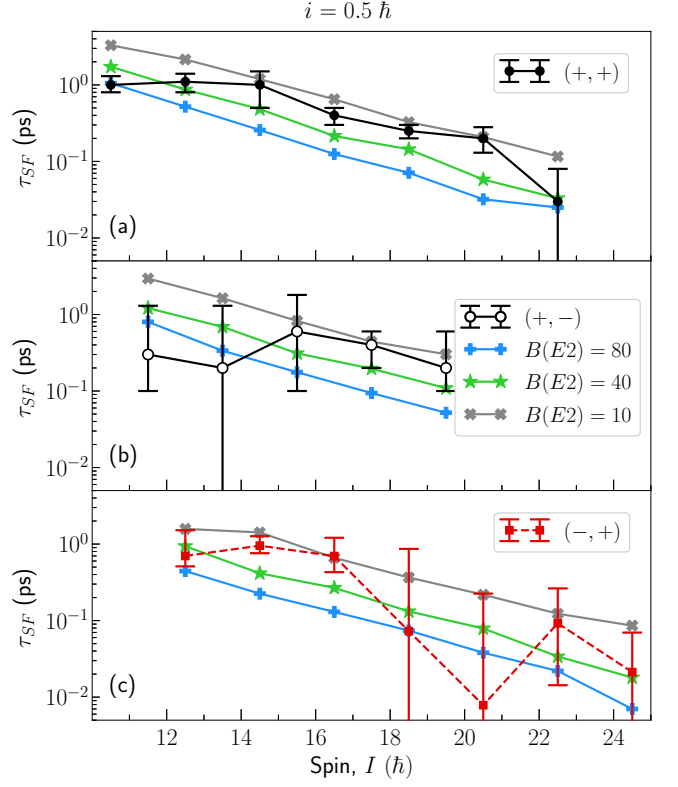 i = 0.5 ℏ
τ_SF (ps)
10^0
10^−1
10^−2
(a)
(+, +)
τ_SF (ps)
10^0
10^−1
10^−2
(b)
(+, −)
B(E2) = 80
B(E2) = 40
B(E2) = 10
τ_SF (ps)
10^0
10^−1
10^−2
(c)
(−, +)
12 14 16 18 20 22 24
Spin, I (ℏ)